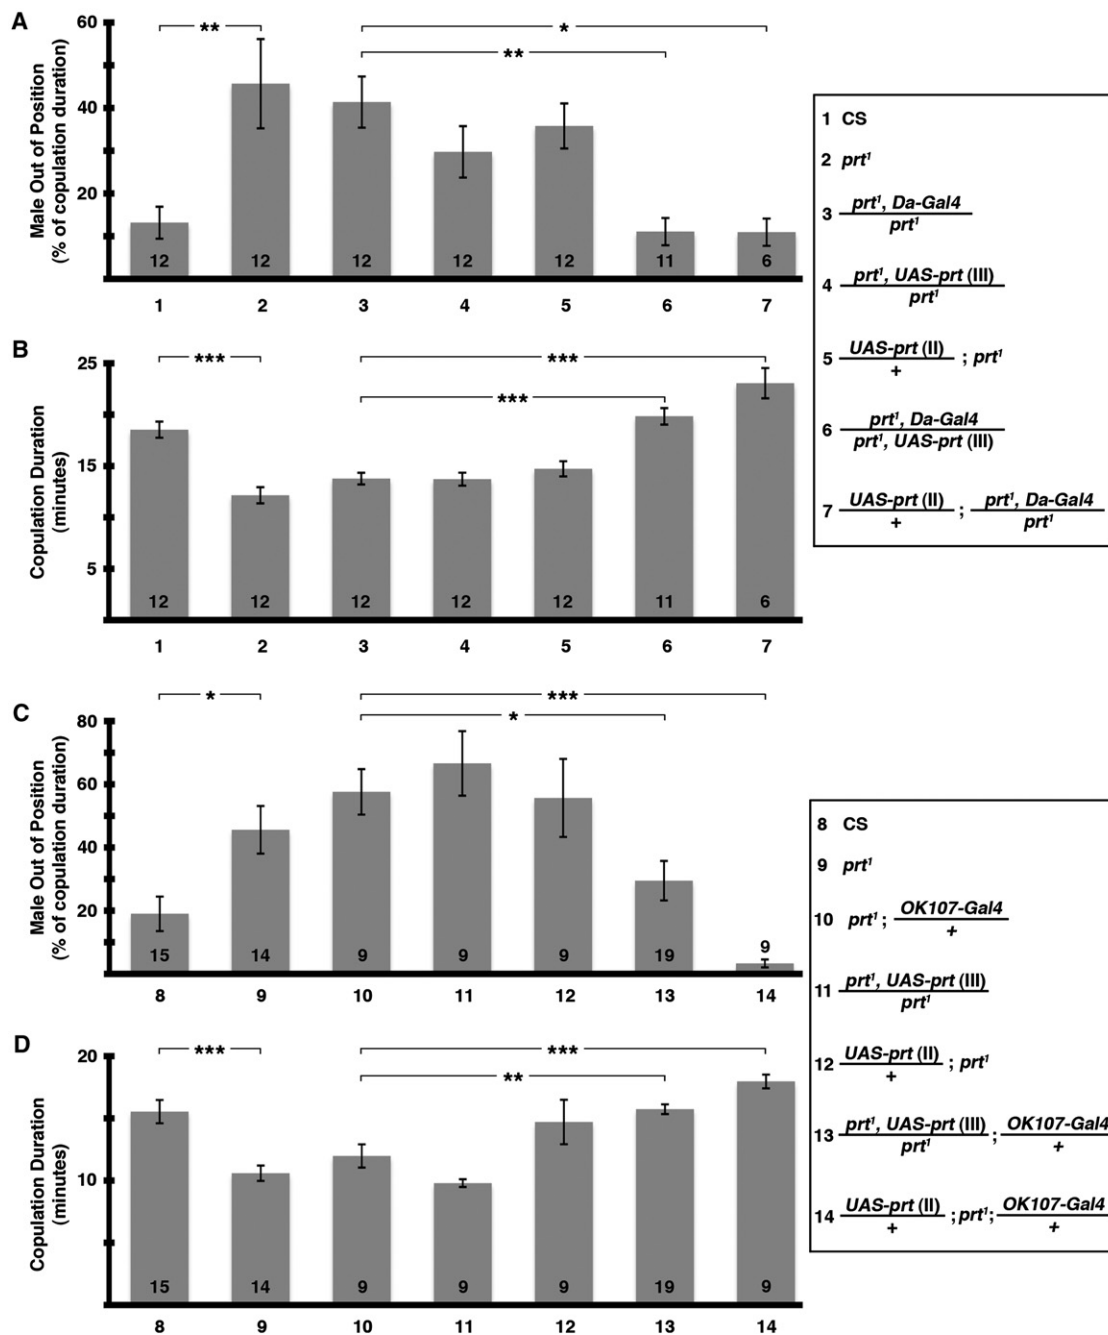 A
Male Out of Position
(% of copulation duration)
60
40
20
** * **
12 12 12 12 12 11 6
1 2 3 4 5 6 7
B
Copulation Duration
(minutes)
25
15
5
*** *** ***
12 12 12 12 12 11 6
1 2 3 4 5 6 7
1 CS
2 prt¹
3 prt¹, Da-Gal4
prt¹
4 prt¹, UAS-prt (III)
prt¹
5 UAS-prt (II) ; prt¹
+
6 prt¹, Da-Gal4
prt¹, UAS-prt (III)
7 UAS-prt (II) ; prt¹, Da-Gal4
+ prt¹
C
Male Out of Position
(% of copulation duration)
80
60
40
20
* *** *
15 14 9 9 9 19 9
8 9 10 11 12 13 14
D
Copulation Duration
(minutes)
20
10
*** *** **
15 14 9 9 9 19 9
8 9 10 11 12 13 14
8 CS
9 prt¹
10 prt¹; OK107-Gal4
+
11 prt¹, UAS-prt (III)
prt¹
12 UAS-prt (II) ; prt¹
+
13 prt¹, UAS-prt (III) ; OK107-Gal4
prt¹ +
14 UAS-prt (II) ; prt¹; OK107-Gal4
+ +